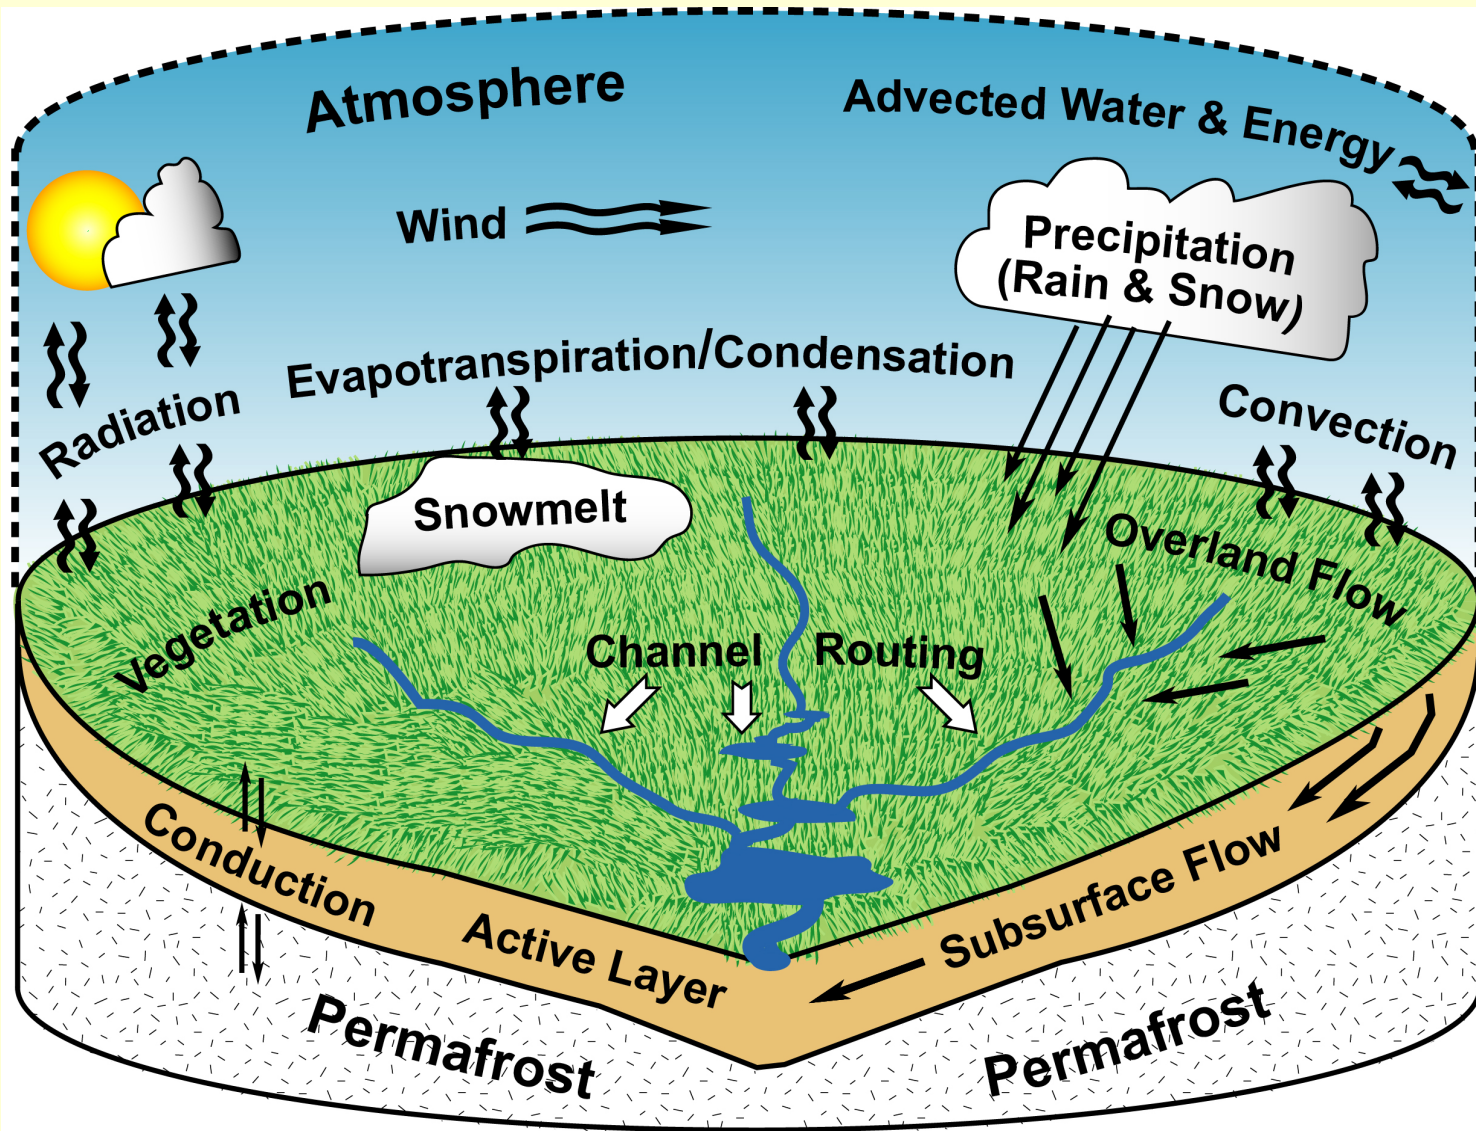 Atmosphere
Advected Water & Energy
Wind
Precipitation
(Rain & Snow)
Evapotranspiration/Condensation
Radiation
Convection
Snowmelt
Overland Flow
Vegetation
Channel Routing
Conduction
Active Layer
Subsurface Flow
Permafrost
Permafrost